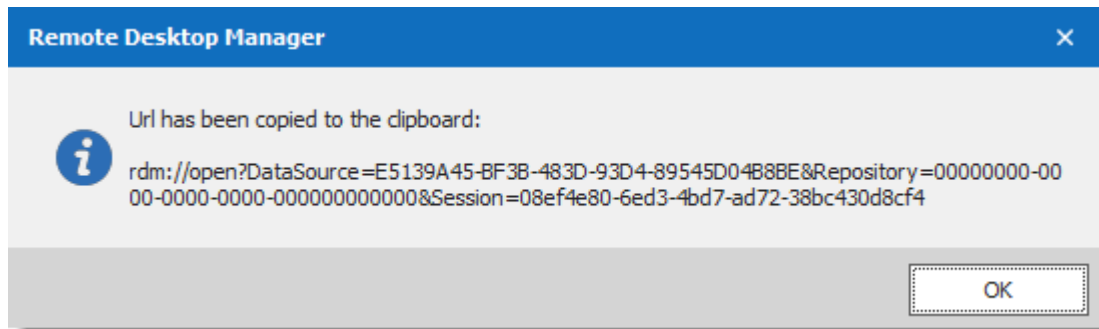 Remote Desktop Manager
Url has been copied to the clipboard:
rdm://open?DataSource=E5139A45-BF3B-483D-93D4-89545D04B8BE&Repository=00000000-00
00-0000-0000-000000000000&Session=08ef4e80-6ed3-4bd7-ad72-38bc430d8cf4
OK